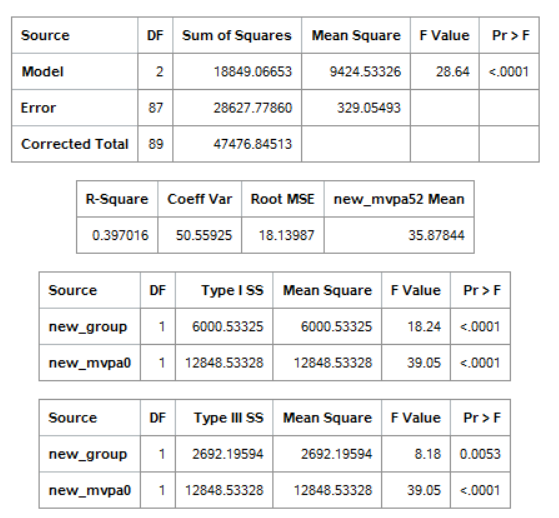 Source DF Sum of Squares Mean Square F Value Pr > F
Model 2 18849.06653 9424.53326 28.64 <.0001
Error 87 28627.77860 329.05493
Corrected Total 89 47476.84513
R-Square Coeff Var Root MSE new_mvpa52 Mean
0.397016 50.55925 18.13987 35.87844
Source DF Type I SS Mean Square F Value Pr > F
new_group 1 6000.53325 6000.53325 18.24 <.0001
new_mvpa0 1 12848.53328 12848.53328 39.05 <.0001
Source DF Type III SS Mean Square F Value Pr > F
new_group 1 2692.19594 2692.19594 8.18 0.0053
new_mvpa0 1 12848.53328 12848.53328 39.05 <.0001